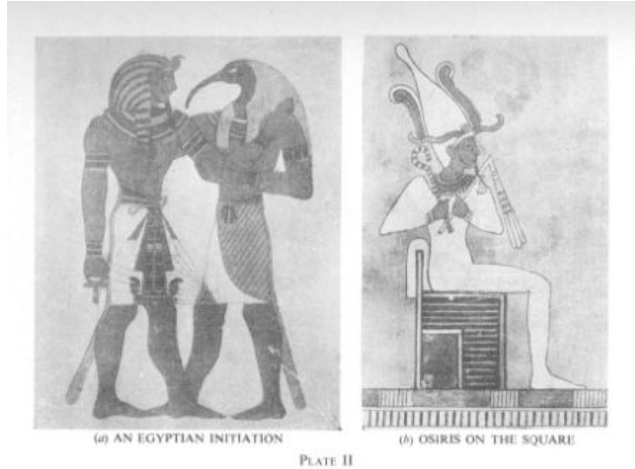 (a) AN EGYPTIAN INITIATION
(b) OSIRIS ON THE SQUARE
PLATE II